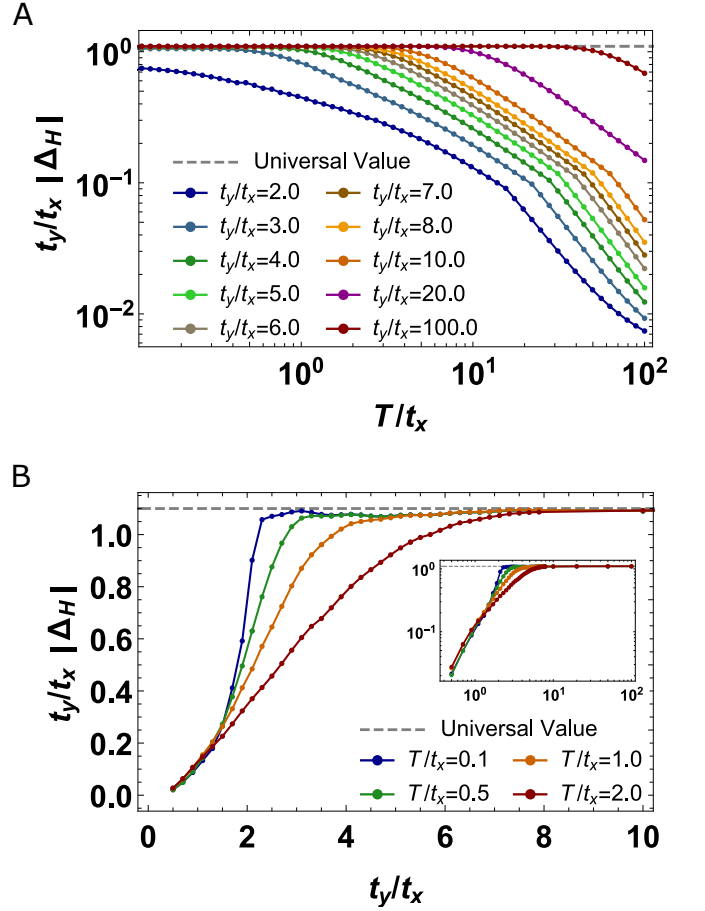 A
t_y/t_x |Δ_H|
10^0
10^-1
10^-2
Universal Value
t_y/t_x=2.0 t_y/t_x=7.0
t_y/t_x=3.0 t_y/t_x=8.0
t_y/t_x=4.0 t_y/t_x=10.0
t_y/t_x=5.0 t_y/t_x=20.0
t_y/t_x=6.0 t_y/t_x=100.0
10^0 10^1 10^2
T/t_x
B
t_y/t_x |Δ_H|
1.0
0.8
0.6
0.4
0.2
0.0
10^0
10^-1
10^0 10^1 10^2
Universal Value
T/t_x=0.1 T/t_x=1.0
T/t_x=0.5 T/t_x=2.0
0 2 4 6 8 10
t_y/t_x